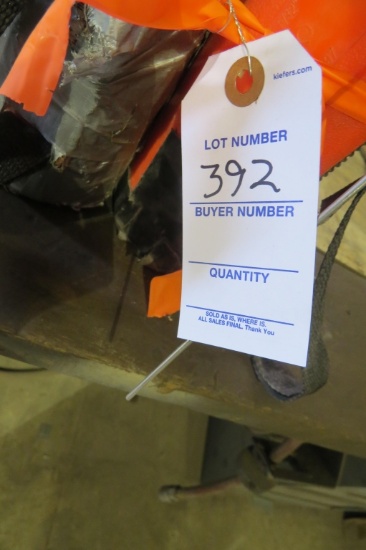 kiefers.com
LOT NUMBER
392
BUYER NUMBER
QUANTITY
SOLD AS IS, WHERE IS.
ALL SALES FINAL. Thank You